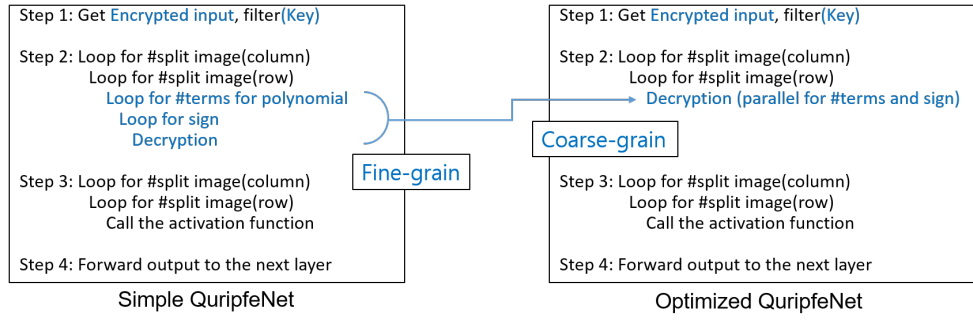 Step 1: Get Encrypted input, filter(Key)
Step 2: Loop for #split image(column)
Loop for #split image(row)
Loop for #terms for polynomial
Loop for sign
Decryption
Fine-grain
Step 3: Loop for #split image(column)
Loop for #split image(row)
Call the activation function
Step 4: Forward output to the next layer
Simple QuripfeNet
Step 1: Get Encrypted input, filter(Key)
Step 2: Loop for #split image(column)
Loop for #split image(row)
Decryption (parallel for #terms and sign)
Coarse-grain
Step 3: Loop for #split image(column)
Loop for #split image(row)
Call the activation function
Step 4: Forward output to the next layer
Optimized QuripfeNet